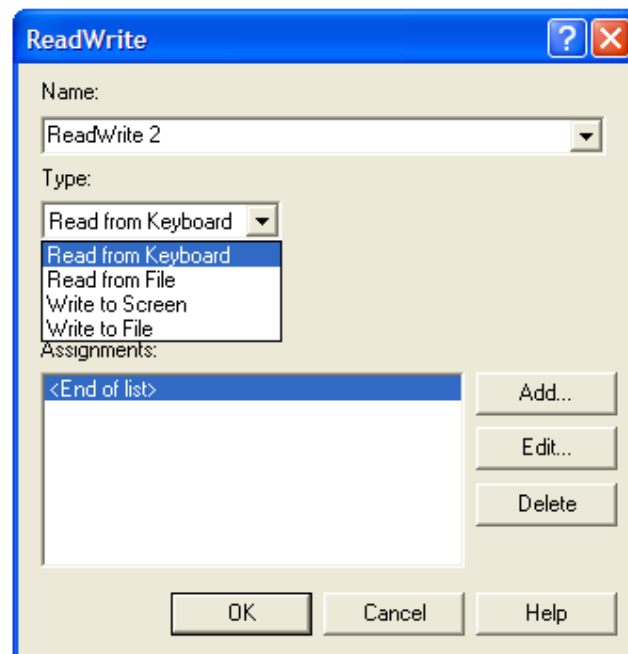 ReadWrite
Name:
ReadWrite 2
Type:
Read from Keyboard
Read from Keyboard
Read from File
Write to Screen
Write to File
Assignments:
<End of list>
Add...
Edit...
Delete
OK Cancel Help